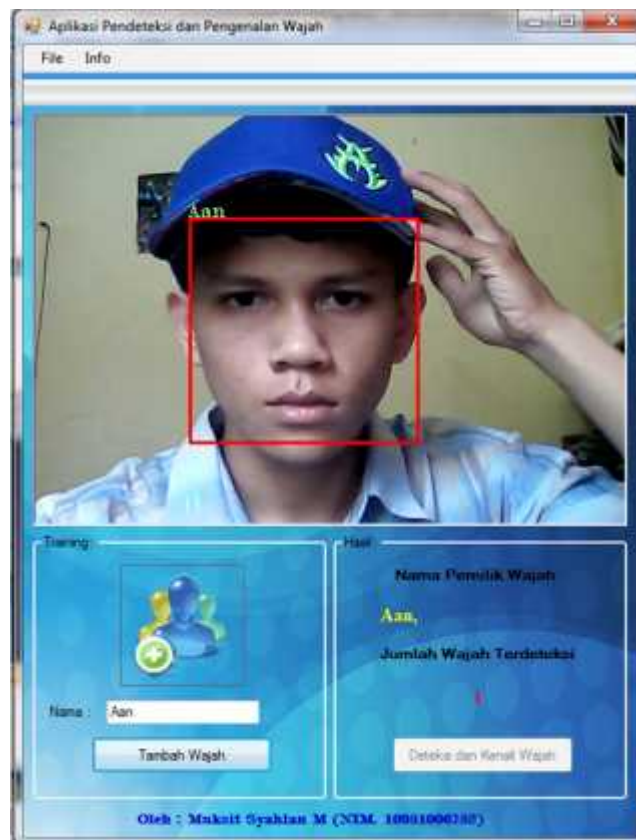 Aplikasi Pendeteksi dan Pengenalan Wajah
File Info
Aan
Training
Hasil
Nama Pemilik Wajah
Aan,
Jumlah Wajah Terdeteksi
1
Nama : Aan
Tambah Wajah
Deteksi dan Kenali Wajah
Oleh : Muksit Syahlan M (NIM.